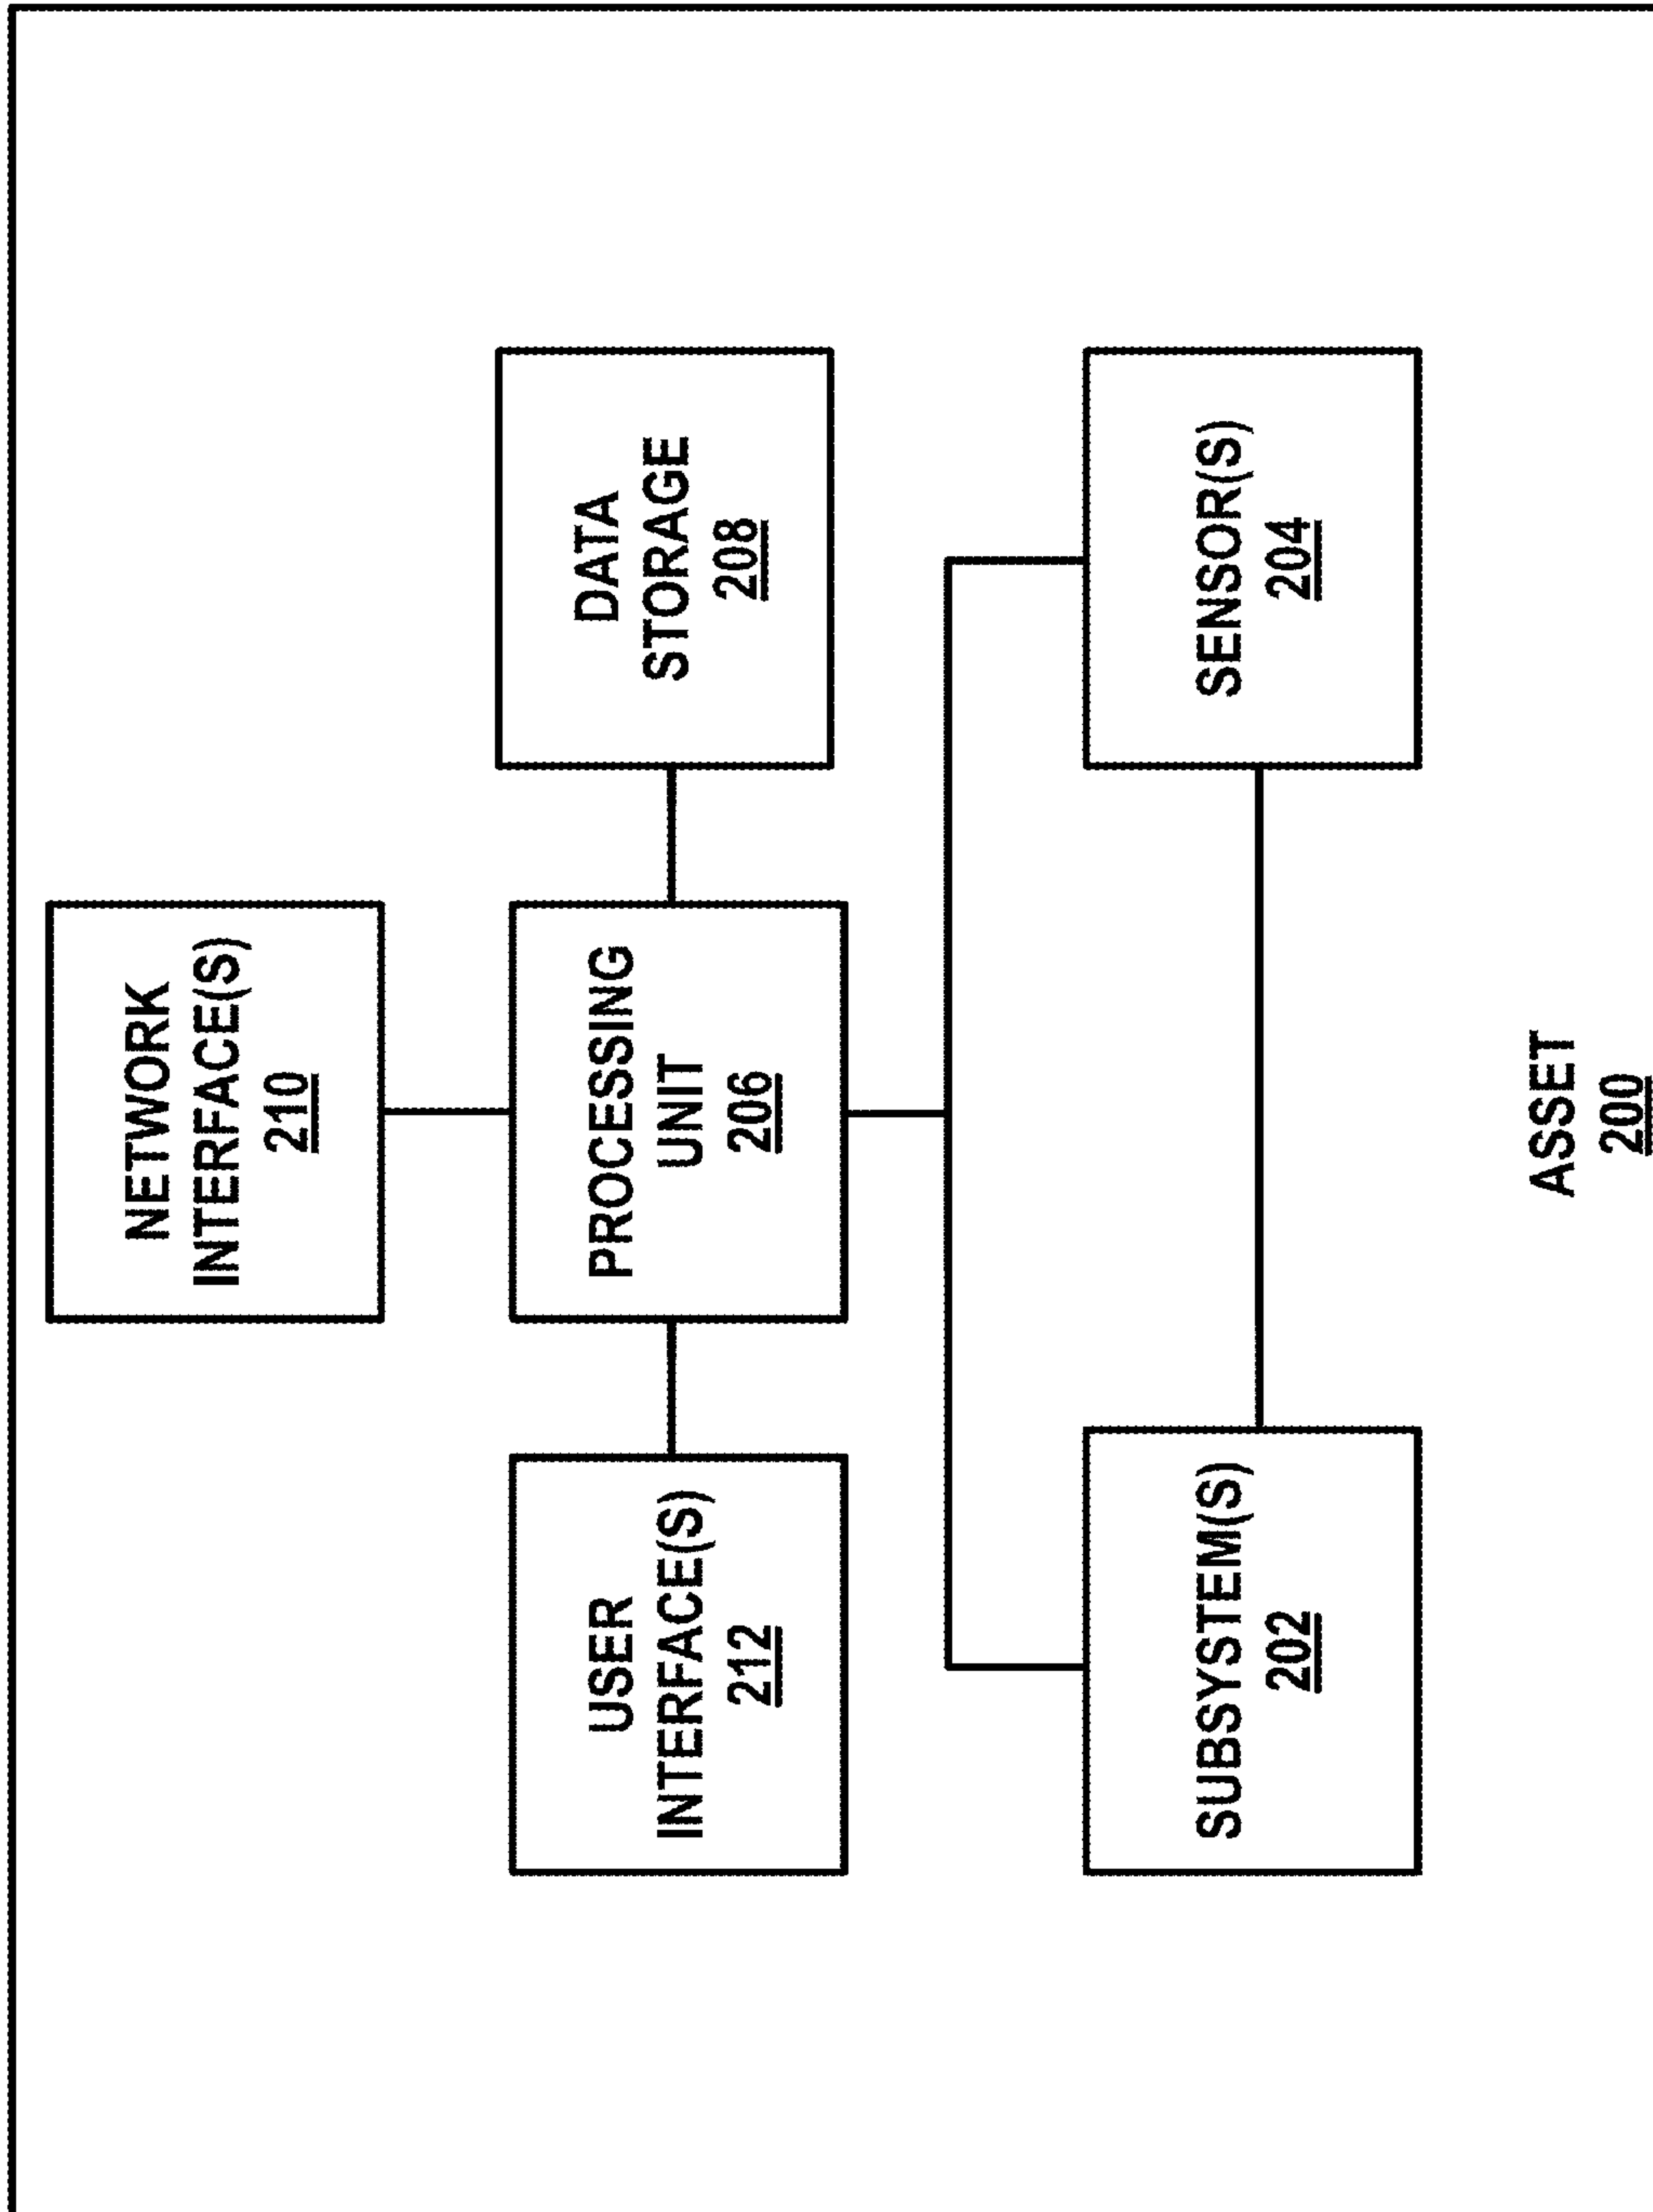 NETWORK
INTERFACE(S)
210
USER
INTERFACE(S)
212
PROCESSING
UNIT
206
DATA
STORAGE
208
SUBSYSTEM(S)
202
SENSOR(S)
204
ASSET
200